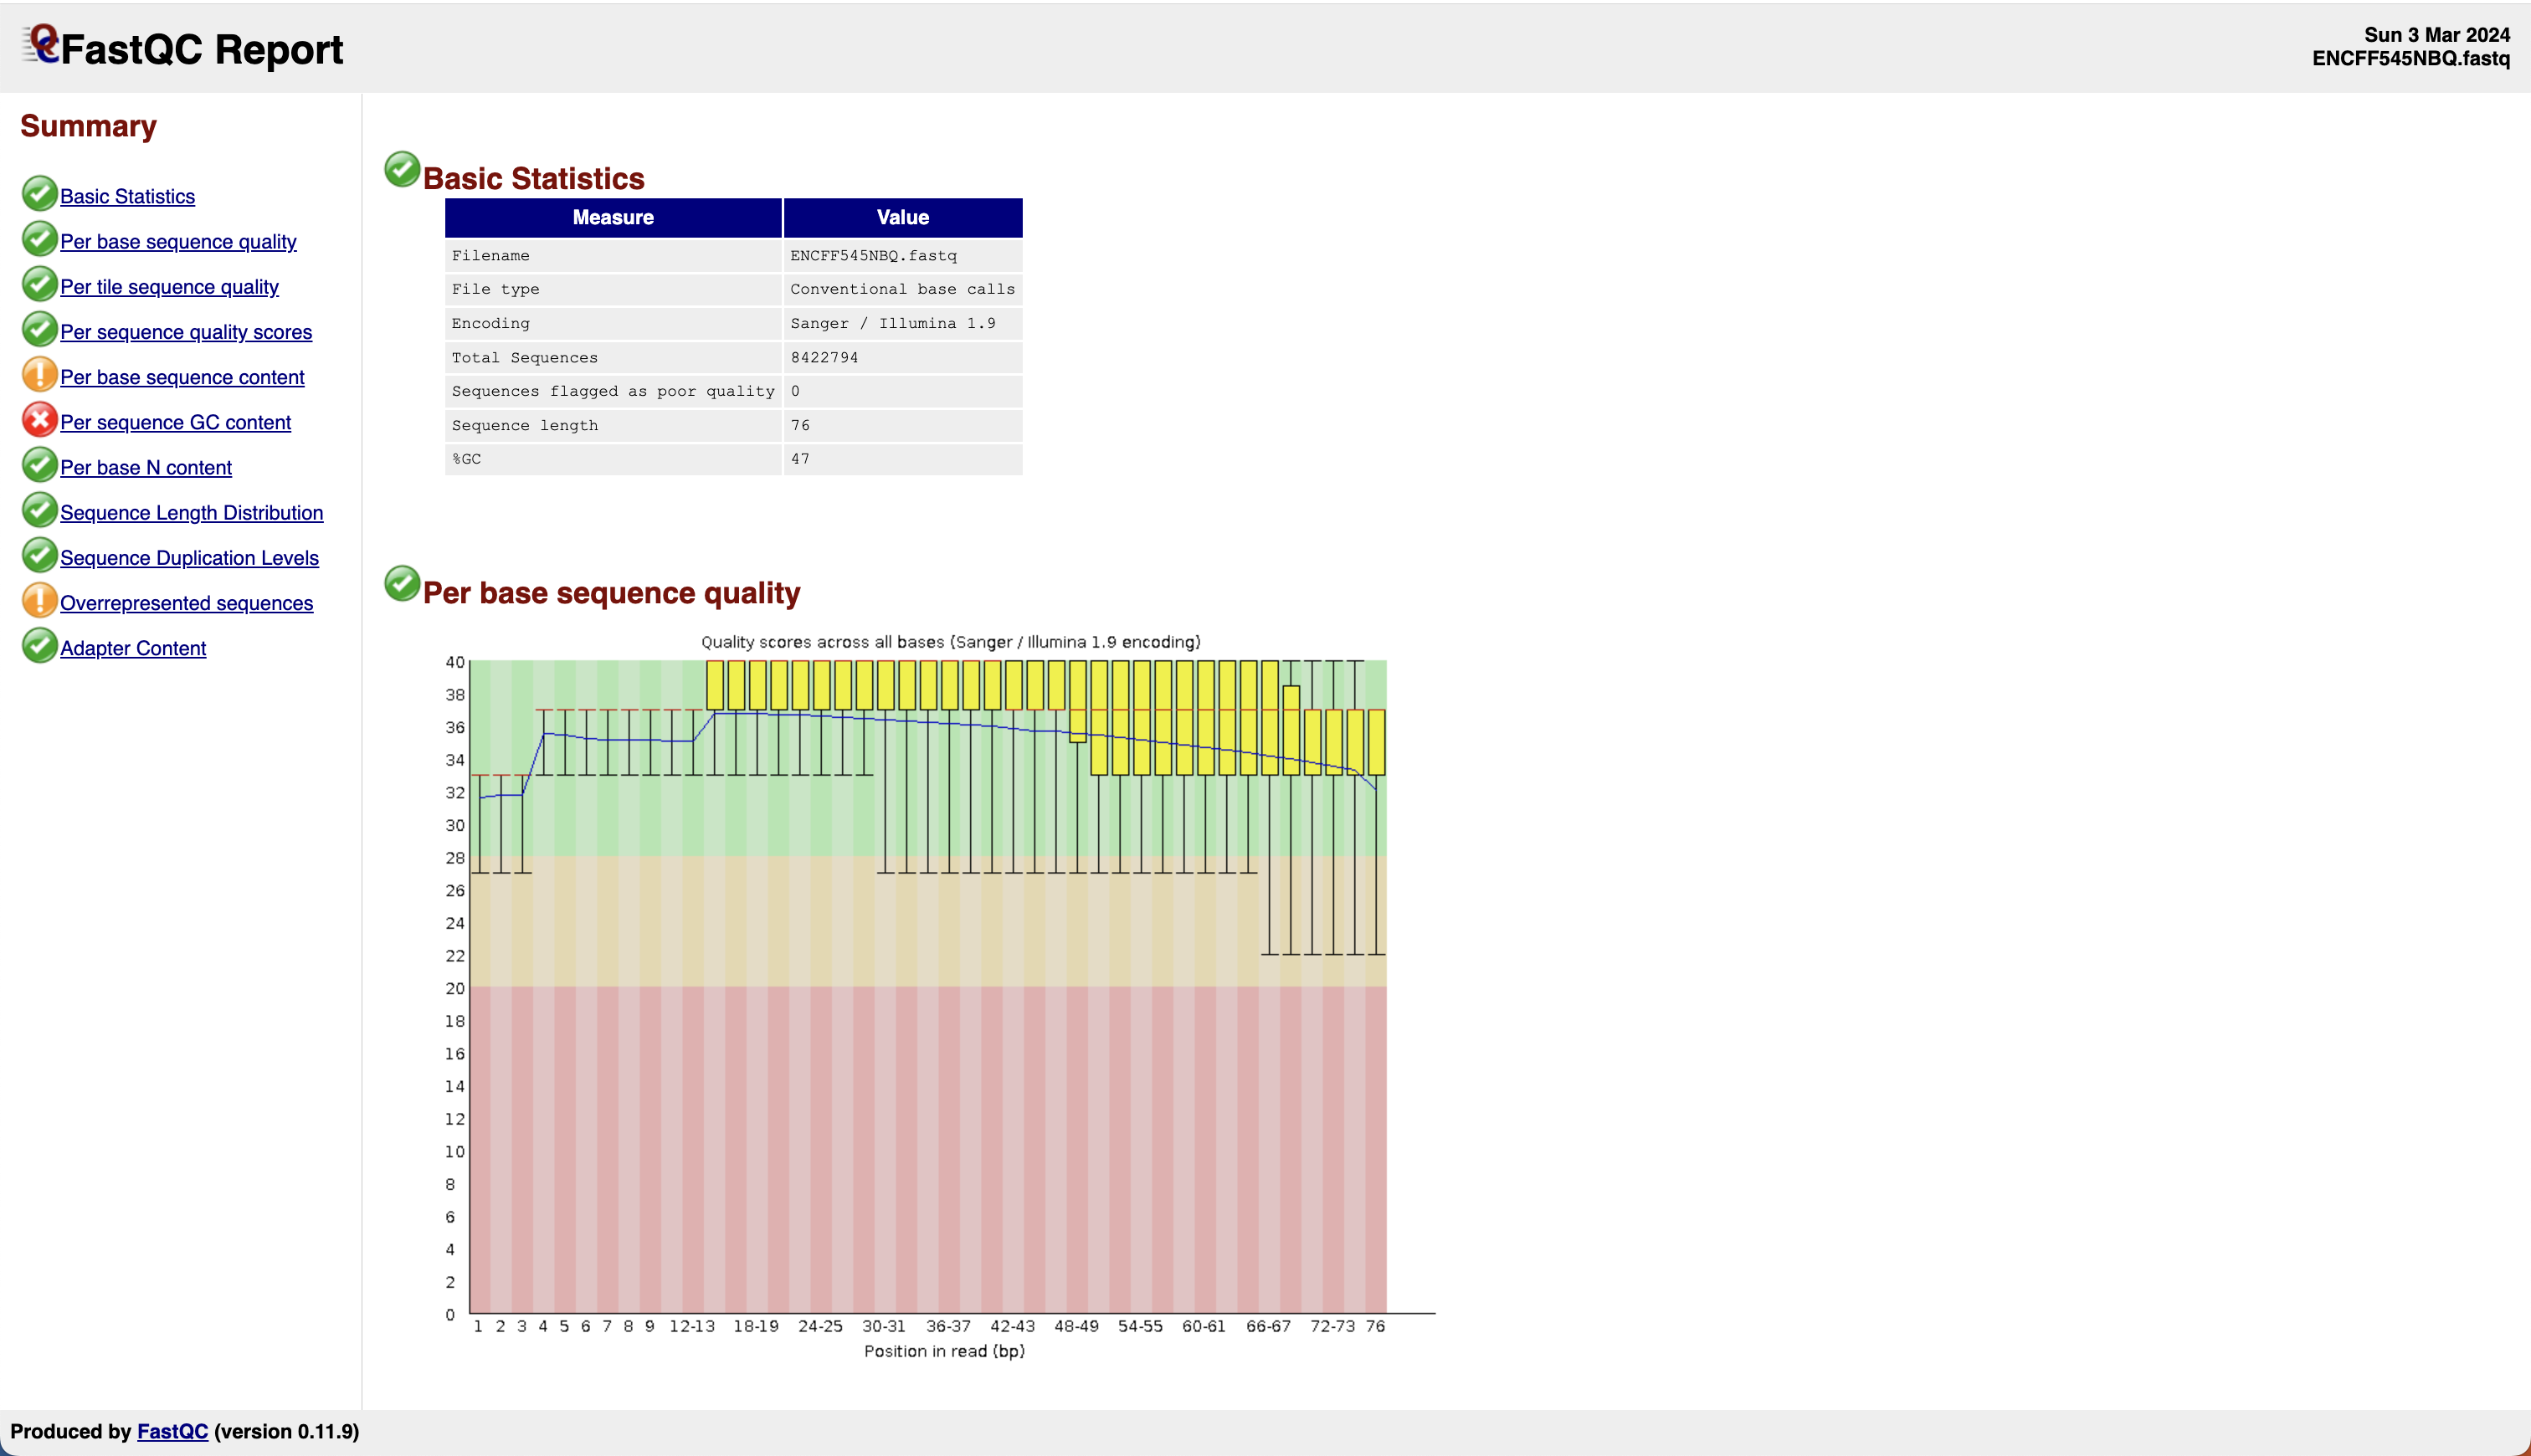 FastQC Report
Sun 3 Mar 2024
ENCFF545NBQ.fastq
Summary
Basic Statistics
Per base sequence quality
Per tile sequence quality
Per sequence quality scores
Per base sequence content
Per sequence GC content
Per base N content
Sequence Length Distribution
Sequence Duplication Levels
Overrepresented sequences
Adapter Content
Basic Statistics
Measure Value
Filename ENCFF545NBQ.fastq
File type Conventional base calls
Encoding Sanger / Illumina 1.9
Total Sequences 8422794
Sequences flagged as poor quality 0
Sequence length 76
%GC 47
Per base sequence quality
Quality scores across all bases (Sanger / Illumina 1.9 encoding)
40
38
36
34
32
30
28
26
24
22
20
18
16
14
12
10
8
6
4
2
0
1 2 3 4 5 6 7 8 9 12-13 18-19 24-25 30-31 36-37 42-43 48-49 54-55 60-61 66-67 72-73 76
Position in read (bp)
Produced by FastQC (version 0.11.9)